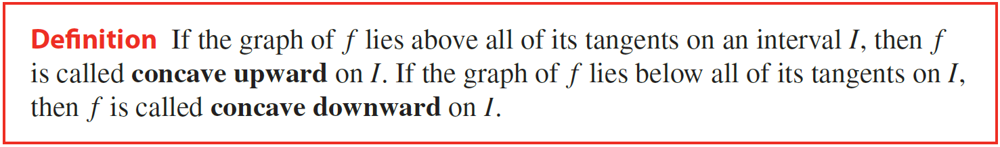 Definition If the graph of f lies above all of its tangents on an interval I, then f
is called concave upward on I. If the graph of f lies below all of its tangents on I,
then f is called concave downward on I.